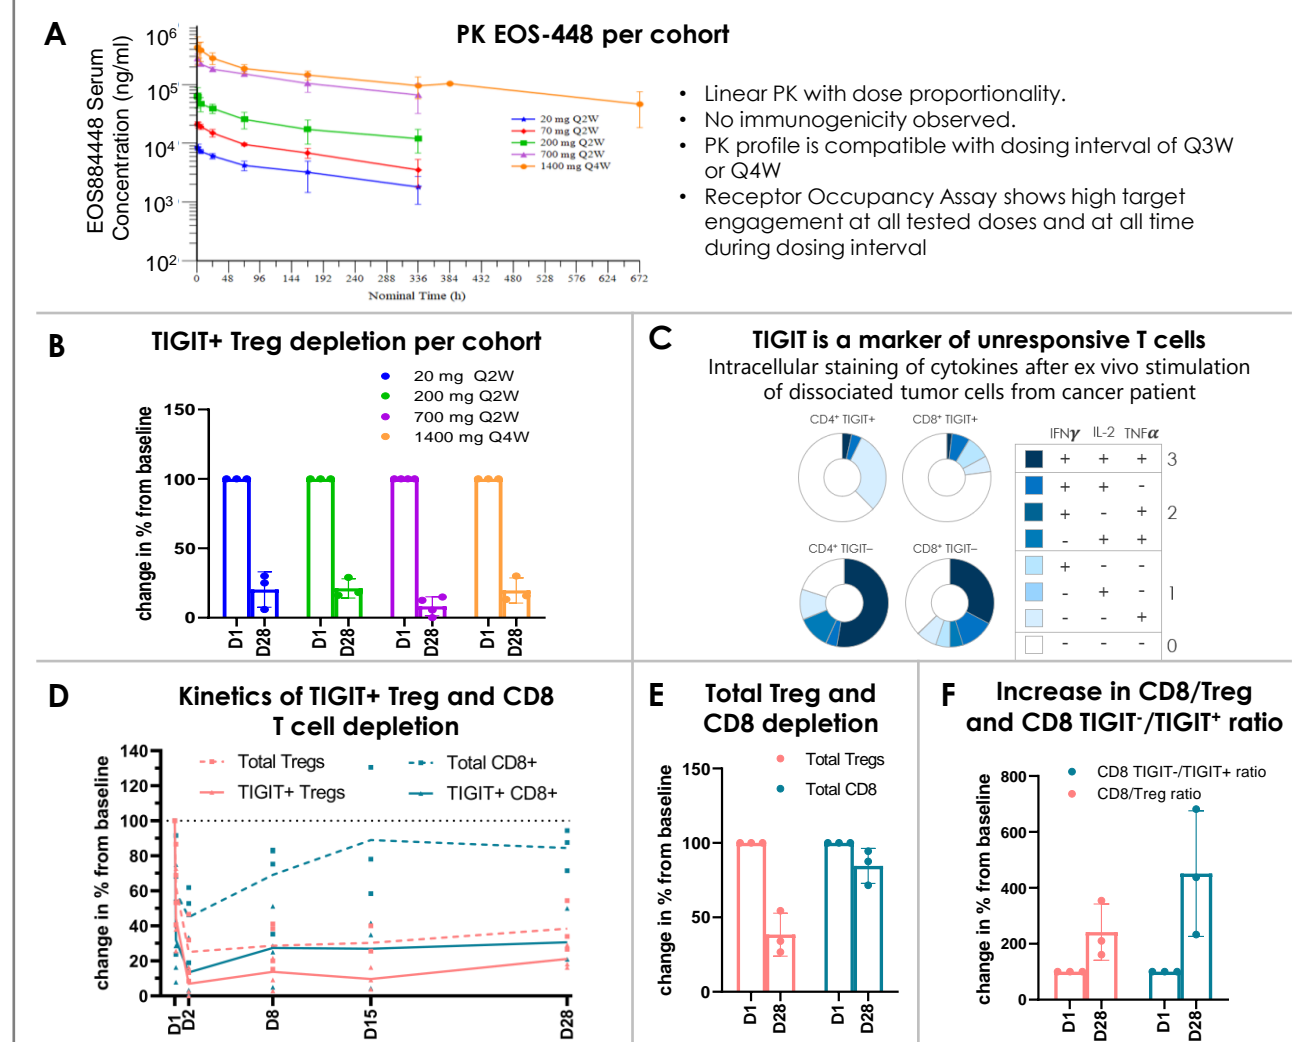 A
PK EOS-448 per cohort
EOS884448 Serum
Concentration (ng/ml)
10⁶
10⁵
10⁴
10³
10²
20 mg Q2W
70 mg Q2W
200 mg Q2W
700 mg Q2W
1400 mg Q4W
0 48 96 144 192 240 288 336 384 432 480 528 576 624 672
Nominal Time (h)
• Linear PK with dose proportionality.
• No immunogenicity observed.
• PK profile is compatible with dosing interval of Q3W
or Q4W
• Receptor Occupancy Assay shows high target
engagement at all tested doses and at all time
during dosing interval
B
TIGIT+ Treg depletion per cohort
20 mg Q2W
200 mg Q2W
700 mg Q2W
1400 mg Q4W
change in % from baseline
150
100
50
0
D1 D28 D1 D28 D1 D28 D1 D28
C
TIGIT is a marker of unresponsive T cells
Intracellular staining of cytokines after ex vivo stimulation
of dissociated tumor cells from cancer patient
CD4⁺ TIGIT+ CD8⁺ TIGIT+
CD4⁺ TIGIT– CD8⁺ TIGIT–
IFNγ IL-2 TNFα
+ + + 3
+ + -
+ - + 2
- + +
+ - -
- + - 1
- - +
- - - 0
D
Kinetics of TIGIT+ Treg and CD8
T cell depletion
Total Tregs
Total CD8+
TIGIT+ Tregs
TIGIT+ CD8+
change in % from baseline
140
120
100
80
60
40
20
0
D1 D2 D8 D15 D28
E
Total Treg and
CD8 depletion
Total Tregs
Total CD8
change in % from baseline
150
100
50
0
D1 D28 D1 D28
F
Increase in CD8/Treg
and CD8 TIGIT⁻/TIGIT⁺ ratio
CD8 TIGIT-/TIGIT+ ratio
CD8/Treg ratio
change in % from baseline
800
600
400
200
0
D1 D28 D1 D28